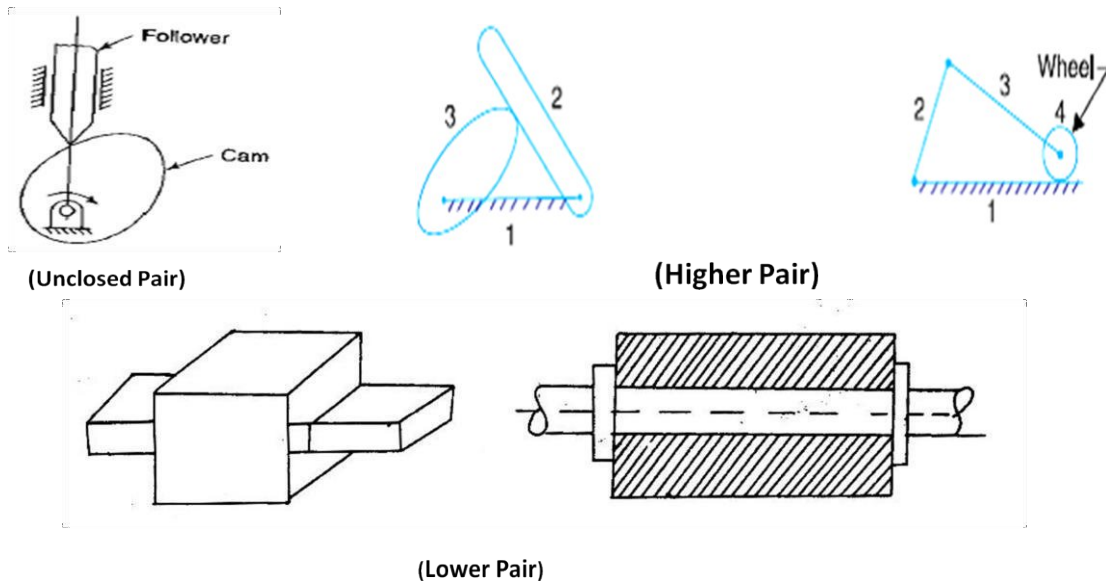 Follower
Cam
(Unclosed Pair)
3
2
1
(Higher Pair)
2
3
Wheel
4
1
(Lower Pair)